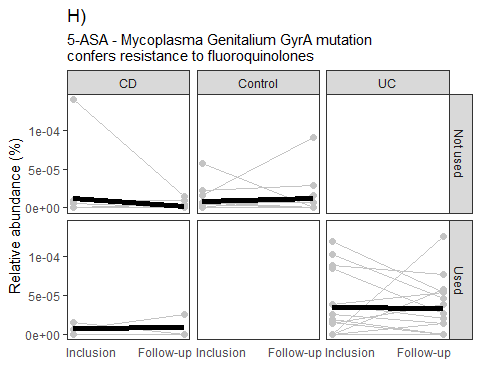 H)
5-ASA - Mycoplasma Genitalium GyrA mutation
confers resistance to fluoroquinolones
CD Control UC
Relative abundance (%)
1e-04
5e-05
0e+00
Not used
1e-04
5e-05
0e+00
Used
Inclusion Follow-up Inclusion Follow-up Inclusion Follow-up